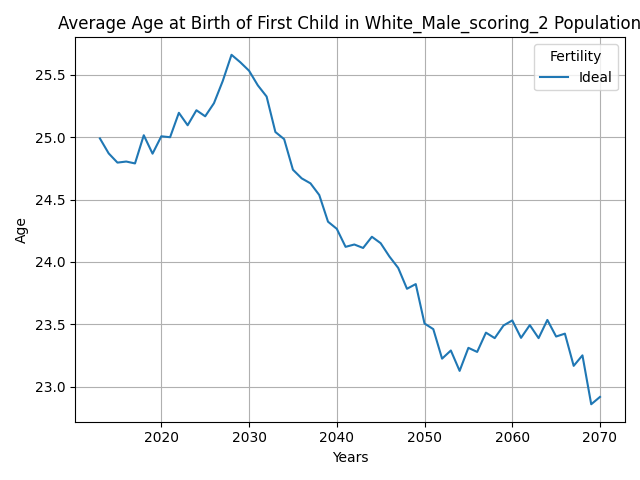 Average Age at Birth of First Child in White_Male_scoring_2 Population
Fertility
Ideal
25.5
25.0
24.5
24.0
23.5
23.0
Age
2020 2030 2040 2050 2060 2070
Years